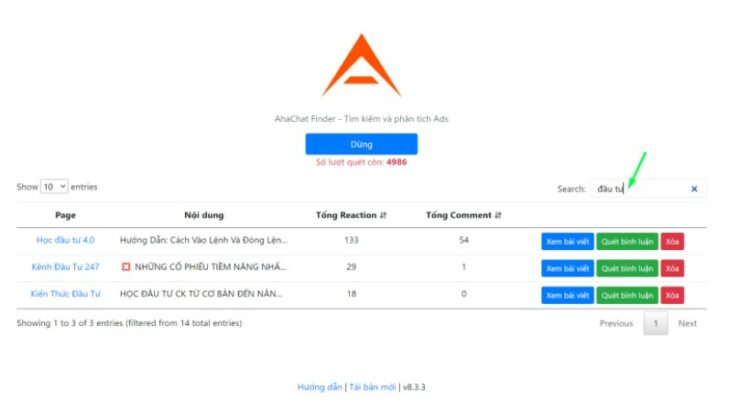 AhaChat Finder - Tìm kiếm và phân tích Ads
Dừng
Số lượt quét còn: 4986
Show 10 entries
Search: đầu tư ×
Page Nội dung Tổng Reaction Tổng Comment
Học đầu tư 4.0 Hướng Dẫn: Cách Vào Lệnh Và Đóng Lện... 133 54 Xem bài viết Quét bình luận Xóa
Kênh Đầu Tư 247 NHỮNG CỔ PHIẾU TIỀM NĂNG NHẤ... 29 1 Xem bài viết Quét bình luận Xóa
Kiến Thức Đầu Tư HỌC ĐẦU TƯ CK TỪ CƠ BẢN ĐẾN NÂN... 18 0 Xem bài viết Quét bình luận Xóa
Showing 1 to 3 of 3 entries (filtered from 14 total entries)
Previous 1 Next
Hướng dẫn | Tải bản mới | v8.3.3